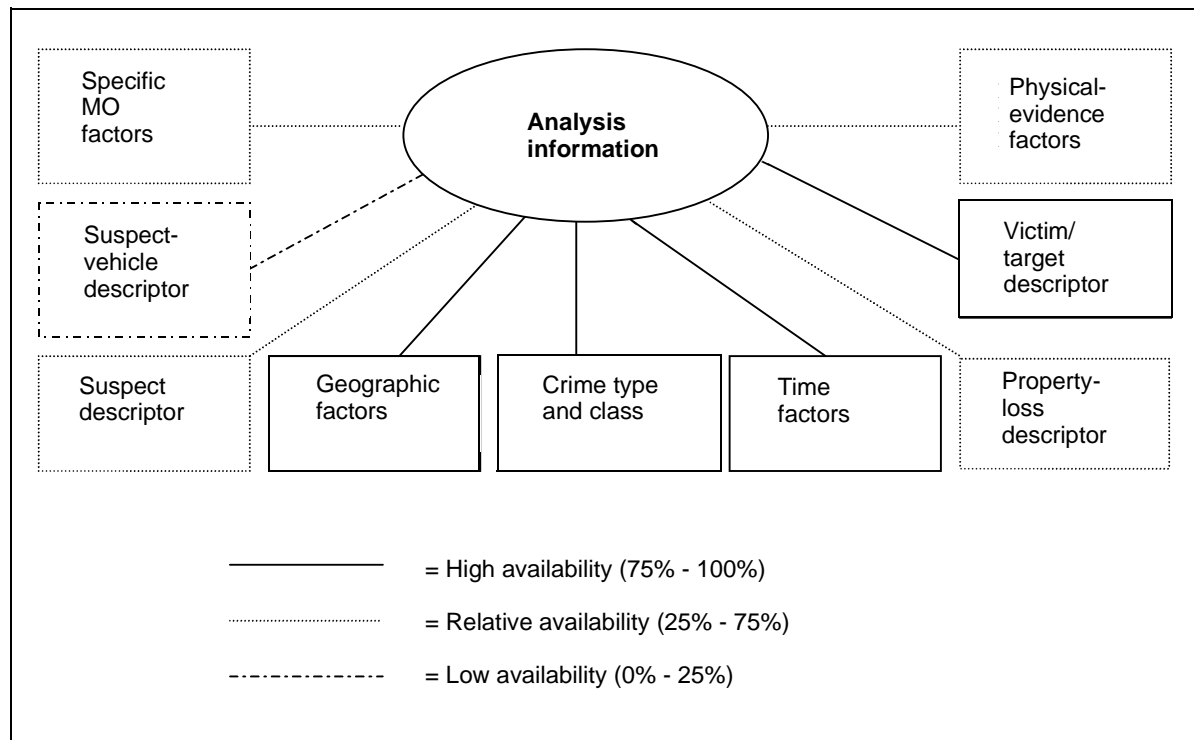 Analysis
information
Specific
MO
factors
Physical-
evidence
factors
Suspect-
vehicle
descriptor
Victim/
target
descriptor
Suspect
descriptor
Geographic
factors
Crime type
and class
Time
factors
Property-
loss
descriptor
= High availability (75% - 100%)
= Relative availability (25% - 75%)
= Low availability (0% - 25%)